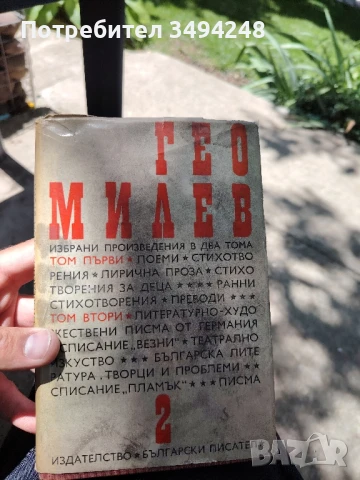 Потребител 3494248
ГЕО
МИЛЕВ
ИЗБРАНИ ПРОИЗВЕДЕНИЯ В ДВА ТОМА
ТОМ ПЪРВИ ★ ПОЕМИ ★ СТИХОТВО
РЕНИЯ ★ ЛИРИЧНА ПРОЗА ★ СТИХО
ТВОРЕНИЯ ЗА ДЕЦА ★★★★ РАННИ
СТИХОТВОРЕНИЯ ★ ПРЕВОДИ ★★★
ТОМ ВТОРИ ★ ЛИТЕРАТУРНО-ХУДО
ЖЕСТВЕНИ ПИСМА ОТ ГЕРМАНИЯ
СПИСАНИЕ „ВЕЗНИ" ★ ТЕАТРАЛНО
ИЗКУСТВО ★★★ БЪЛГАРСКА ЛИТЕ
РАТУРА, ТВОРЦИ И ПРОБЛЕМИ ★★
СПИСАНИЕ „ПЛАМЪК" ★★★ ПИСМА
2
ИЗДАТЕЛСТВО ★ БЪЛГАРСКИ ПИСАТЕЛ
BAZAR